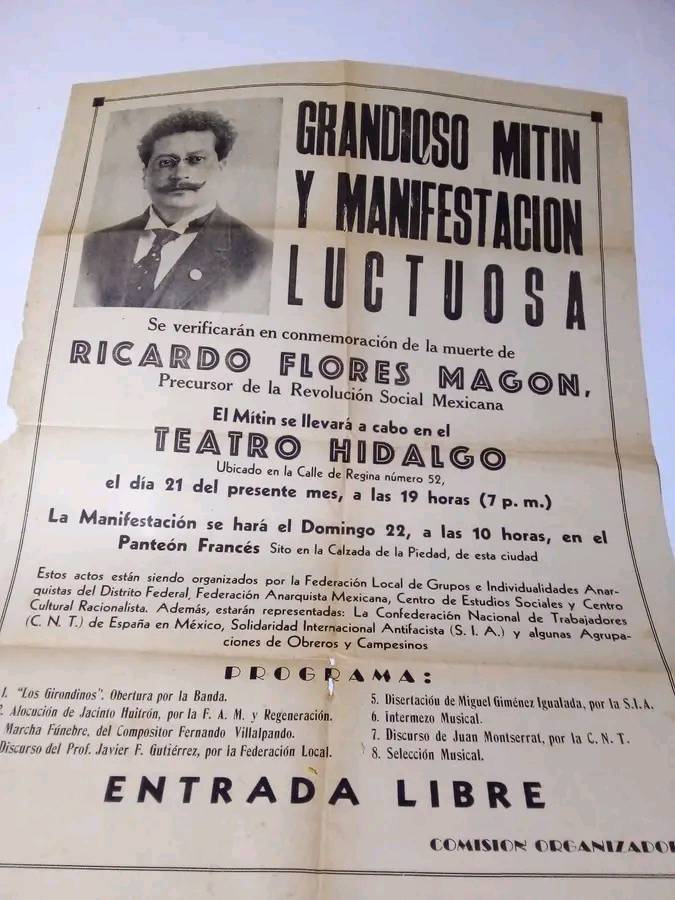 GRANDIOSO MITIN
Y MANIFESTACION
LUCTUOSA
Se verificarán en conmemoración de la muerte de
RICARDO FLORES MAGON,
Precursor de la Revolución Social Mexicana
El Mítin se llevará a cabo en el
TEATRO HIDALGO
Ubicado en la Calle de Regina número 52,
el día 21 del presente mes, a las 19 horas (7 p. m.)
La Manifestación se hará el Domingo 22, a las 10 horas, en el
Panteón Francés Sito en la Calzada de la Piedad, de esta ciudad
Estos actos están siendo organizados por la Federación Local de Grupos e Individualidades Anar-
quistas del Distrito Federal, Federación Anarquista Mexicana, Centro de Estudios Sociales y Centro
Cultural Racionalista. Además, estarán representadas: La Confederación Nacional de Trabajadores
(C. N. T.) de España en México, Solidaridad Internacional Antifacista (S. I. A.) y algunas Agrupa-
ciones de Obreros y Campesinos
PROGRAMA:
1. "Los Girondinos". Obertura por la Banda.
2. Alocución de Jacinto Huitrón, por la F. A. M. y Regeneración.
Marcha Fúnebre, del Compositor Fernando Villalpando.
Discurso del Prof. Javier F. Gutiérrez, por la Federación Local.
5. Disertación de Miguel Giménez Igualada, por la S.I.A.
6. Intermezo Musical.
7. Discurso de Juan Montserrat, por la C. N. T.
8. Selección Musical.
ENTRADA LIBRE
COMISION ORGANIZADOR